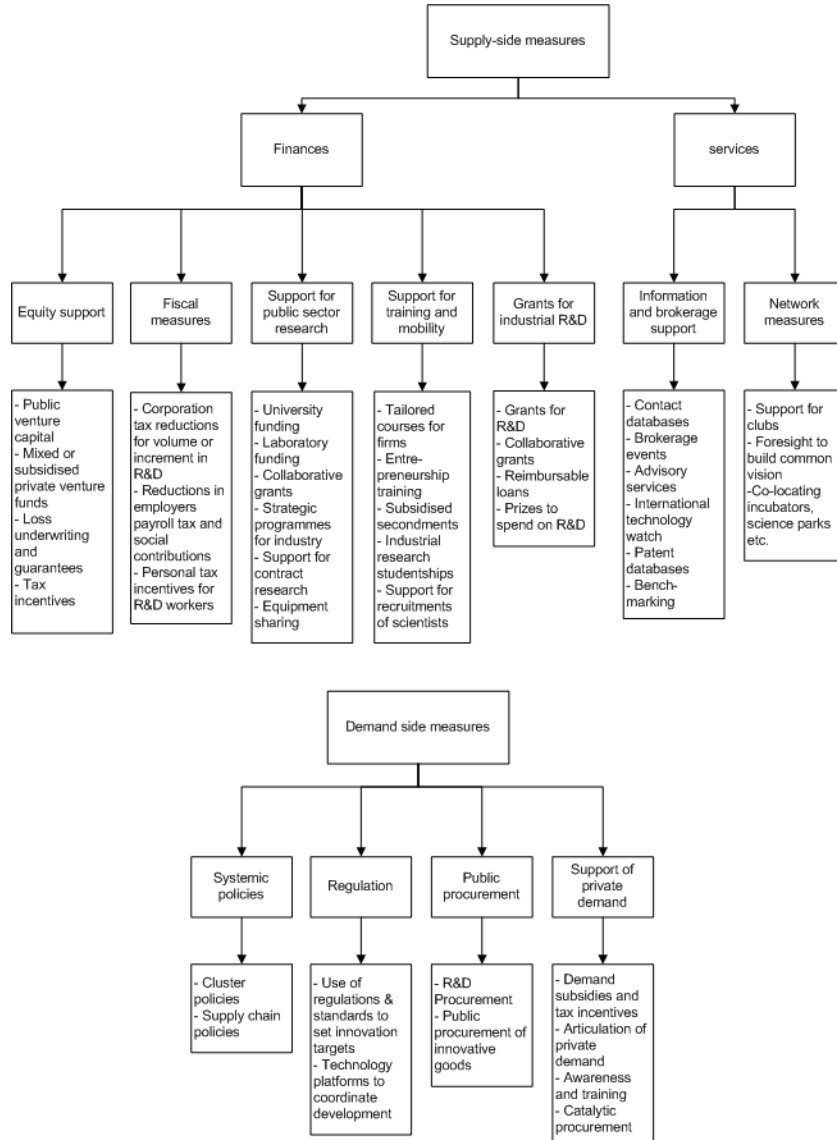 Supply-side measures
Finances
services
Equity support
Fiscal
measures
Support for
public sector
research
Support for
training and
mobility
Grants for
industrial R&D
Information
and brokerage
support
Network
measures
- Public
venture
capital
- Mixed or
subsidised
private venture
funds
- Loss
underwriting
and
guarantees
- Tax
incentives
- Corporation
tax reductions
for volume or
increment in
R&D
- Reductions in
employers
payroll tax and
social
contributions
- Personal tax
incentives for
R&D workers
- University
funding
- Laboratory
funding
- Collaborative
grants
- Strategic
programmes
for industry
- Support for
contract
research
- Equipment
sharing
- Tailored
courses for
firms
- Entre-
preneurship
training
- Subsidised
secondments
- Industrial
research
studentships
- Support for
recruitments
of scientists
- Grants for
R&D
- Collaborative
grants
- Reimbursable
loans
- Prizes to
spend on R&D
- Contact
databases
- Brokerage
events
- Advisory
services
- International
technology
watch
- Patent
databases
- Bench-
marking
- Support for
clubs
- Foresight to
build common
vision
-Co-locating
incubators,
science parks
etc.
Demand side measures
Systemic
policies
Regulation
Public
procurement
Support of
private
demand
- Cluster
policies
- Supply chain
policies
- Use of
regulations &
standards to
set innovation
targets
- Technology
platforms to
coordinate
development
- R&D
Procurement
- Public
procurement of
innovative
goods
- Demand
subsidies and
tax incentives
- Articulation of
private
demand
- Awareness
and training
- Catalytic
procurement